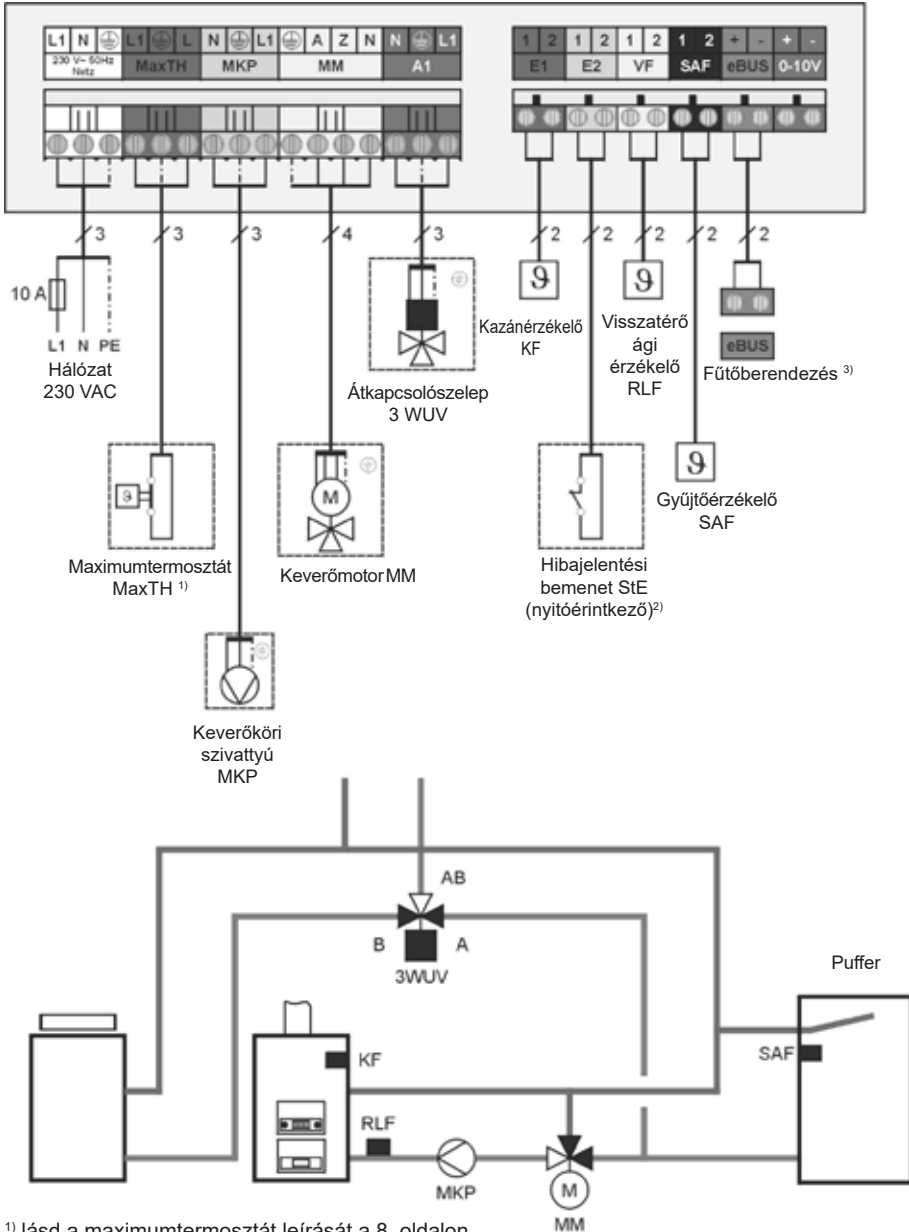 L1 N L1 L N L1 A Z N N L1 1 2 1 2 1 2 1 2 + - + -
230 V~ 50Hz
Netz
MaxTH MKP MM A1 E1 E2 VF SAF eBUS 0-10V
3 3 3 4 3 2 2 2 2 2
10 A
L1 N PE
Hálózat
230 VAC
Átkapcsolószelep
3 WUV
ϑ
Kazánérzékelő
KF
ϑ
Visszatérő
ági
érzékelő
RLF
eBUS
Fűtőberendezés ³⁾
ϑ
Maximumtermosztát
MaxTH ¹⁾
M
Keverőmotor MM
Hibajelentési
bemenet StE
(nyitóérintkező)²⁾
ϑ
Gyűjtőérzékelő
SAF
Keverőköri
szivattyú
MKP
AB
B A
3WUV
Puffer
KF
SAF
RLF
MKP
M
MM
¹⁾ lásd a maximumtermosztát leírását a 8. oldalon